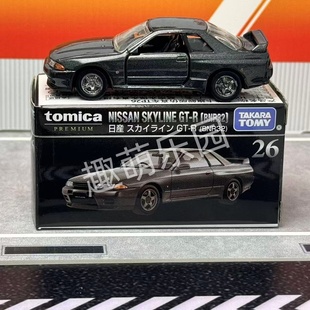 tomica
PREMIUM
NISSAN SKYLINE GT-R [BNR32]
日産 スカイライン GT-R [BNR32]
TAKARA
TOMY
26
趣萌乐园